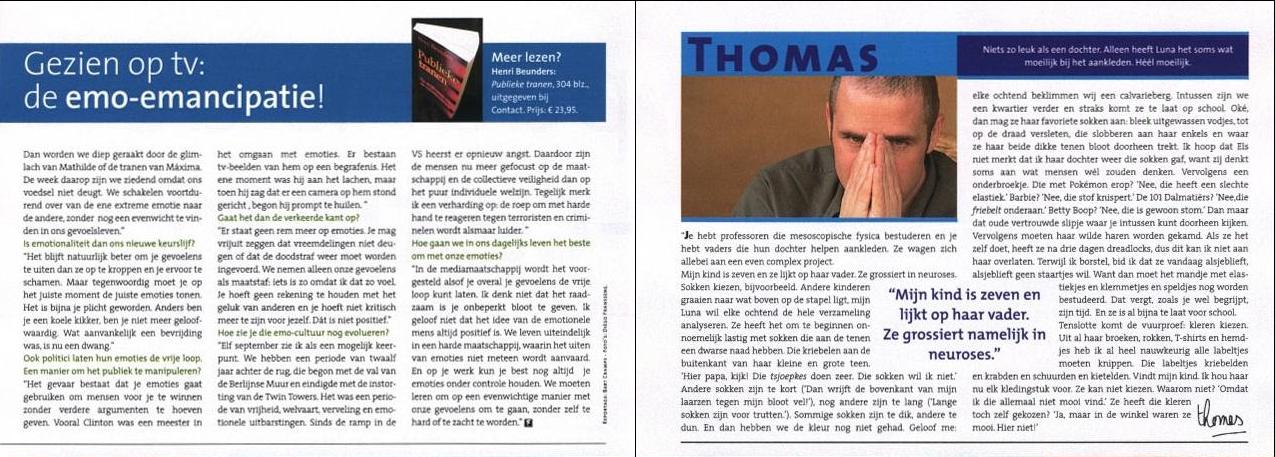 Gezien op tv:
de emo-emancipatie!
Publieke
tranen
Meer lezen?
Henri Beunders:
Publieke tranen, 304 blz.,
uitgegeven bij
Contact. Prijs: € 23,95.
Dan worden we diep geraakt door de glim-
lach van Mathilde of de tranen van Máxima.
De week daarop zijn we ziedend omdat ons
voedsel niet deugt. We schakelen voortdu-
rend over van de ene extreme emotie naar
de andere, zonder nog een evenwicht te vin-
den in ons gevoelsleven."
Is emotionaliteit dan ons nieuwe keurslijf?
"Het blijft natuurlijk beter om je gevoelens
te uiten dan ze op te kroppen en je ervoor te
schamen. Maar tegenwoordig moet je op
het juiste moment de juiste emoties tonen.
Het is bijna je plicht geworden. Anders ben
je een koele kikker, ben je niet meer geloof-
waardig. Wat aanvankelijk een bevrijding
was, is nu een dwang."
Ook politici laten hun emoties de vrije loop.
Een manier om het publiek te manipuleren?
"Het gevaar bestaat dat je emoties gaat
gebruiken om mensen voor je te winnen
zonder verdere argumenten te hoeven
geven. Vooral Clinton was een meester in
het omgaan met emoties. Er bestaan
tv-beelden van hem op een begrafenis. Het
ene moment was hij aan het lachen, maar
toen hij zag dat er een camera op hem stond
gericht, begon hij prompt te huilen."
Gaat het dan de verkeerde kant op?
"Er staat geen rem meer op emoties. Je mag
vrijuit zeggen dat vreemdelingen niet deu-
gen of dat de doodstraf weer moet worden
ingevoerd. We nemen alleen onze gevoelens
als maatstaf: iets is zo omdat ik dat zo voel.
Je hoeft geen rekening te houden met het
geluk van anderen en je hoeft niet kritisch
meer te zijn voor jezelf. Dát is niet positief."
Hoe zie je die emo-cultuur nog evolueren?
"Elf september zie ik als een mogelijk keer-
punt. We hebben een periode van twaalf
jaar achter de rug, die begon met de val van
de Berlijnse Muur en eindigde met de instor-
ting van de Twin Towers. Het was een perio-
de van vrijheid, welvaart, verveling en emo-
tionele uitbarstingen. Sinds de ramp in de
VS heerst er opnieuw angst. Daardoor zijn
de mensen nu meer gefocust op de maat-
schappij en de collectieve veiligheid dan op
het puur individuele welzijn. Tegelijk merk
ik een verharding op: de roep om met harde
hand te reageren tegen terroristen en crimi-
nelen wordt alsmaar luider."
Hoe gaan we in ons dagelijks leven het beste
om met onze emoties?
"In de mediamaatschappij wordt het voor-
gesteld alsof je overal je gevoelens de vrije
loop kunt laten. Ik denk niet dat het raad-
zaam is je onbeperkt bloot te geven. Ik
geloof niet dat het idee van de emotionele
mens altijd positief is. We leven uiteindelijk
in een harde maatschappij, waarin het uiten
van emoties niet meteen wordt aanvaard.
En op je werk kun je best nog altijd je
emoties onder controle houden. We moeten
leren om op een evenwichtige manier met
onze gevoelens om te gaan, zonder zelf te
hard of te zacht te worden."
THOMAS
Niets zo leuk als een dochter. Alleen heeft Luna het soms wat
moeilijk bij het aankleden. Héél moeilijk.
"Je hebt professoren die mesoscopische fysica bestuderen en je
hebt vaders die hun dochter helpen aankleden. Ze wagen zich
allebei aan een even complex project.
Mijn kind is zeven en ze lijkt op haar vader. Ze grossiert in neuroses.
Sokken kiezen, bijvoorbeeld. Andere kinderen
graaien naar wat boven op de stapel ligt, mijn
Luna wil elke ochtend de hele verzameling
analyseren. Ze heeft het om te beginnen on-
noemelijk lastig met sokken die aan de tenen
een dwarse naad hebben. Die kriebelen aan de
buitenkant van haar kleine en grote teen.
'Hier papa, kijk! Die tsjoepkes doen zeer. Die sokken wil ik niet.'
Andere sokken zijn te kort ('Dan wrijft de bovenkant van mijn
laarzen tegen mijn bloot vel!'), nog andere zijn te lang ('Lange
sokken zijn voor trutten.'). Sommige sokken zijn te dik, andere te
dun. En dan hebben we de kleur nog niet gehad. Geloof me:
"Mijn kind is zeven en
lijkt op haar vader.
Ze grossiert namelijk in
neuroses."
elke ochtend beklimmen wij een calvarieberg. Intussen zijn we
een kwartier verder en straks komt ze te laat op school. Oké,
dan mag ze haar favoriete sokken aan: bleek uitgewassen vodjes, tot
op de draad versleten, die slobberen aan haar enkels en waar
ze haar beide dikke tenen bloot doorheen trekt. Ik hoop dat Els
niet merkt dat ik haar dochter weer die sokken gaf, want zij denkt
soms aan wat mensen wél zouden denken. Vervolgens een
onderbroekje. Die met Pokémon erop? 'Nee, die heeft een slechte
elastiek.' Barbie? 'Nee, die stof knispert.' De 101 Dalmatiërs? 'Nee, die
friebelt onderaan.' Betty Boop? 'Nee, die is gewoon stom.' Dan maar
dat oude vertrouwde slipje waar je intussen kunt doorheen kijken.
Vervolgens moeten haar wilde haren worden gekamd. Als ze het
zelf doet, heeft ze na drie dagen dreadlocks, dus dit kan ik niet aan
haar overlaten. Terwijl ik borstel, bid ik dat ze vandaag alsjeblieft,
alsjeblieft geen staartjes wil. Want dan moet het mandje met elas-
tiekjes en klemmetjes en speldjes nog worden
bestudeerd. Dat vergt, zoals je wel begrijpt,
zijn tijd. En ze is al bijna te laat voor school.
Tenslotte komt de vuurproef: kleren kiezen.
Uit al haar broeken, rokken, T-shirts en hemd-
jes heb ik al heel nauwkeurig alle labeltjes
moeten knippen. Die labeltjes kriebelden
en krabden en schuurden en kietelden. Vindt mijn kind. Ik hou haar
nu elk kledingstuk voor. Ze kan niet kiezen. Waarom niet? 'Omdat
ik die allemaal niet mooi vind.' Ze heeft die kleren
toch zelf gekozen? 'Ja, maar in de winkel waren ze
mooi. Hier niet!'
thomas